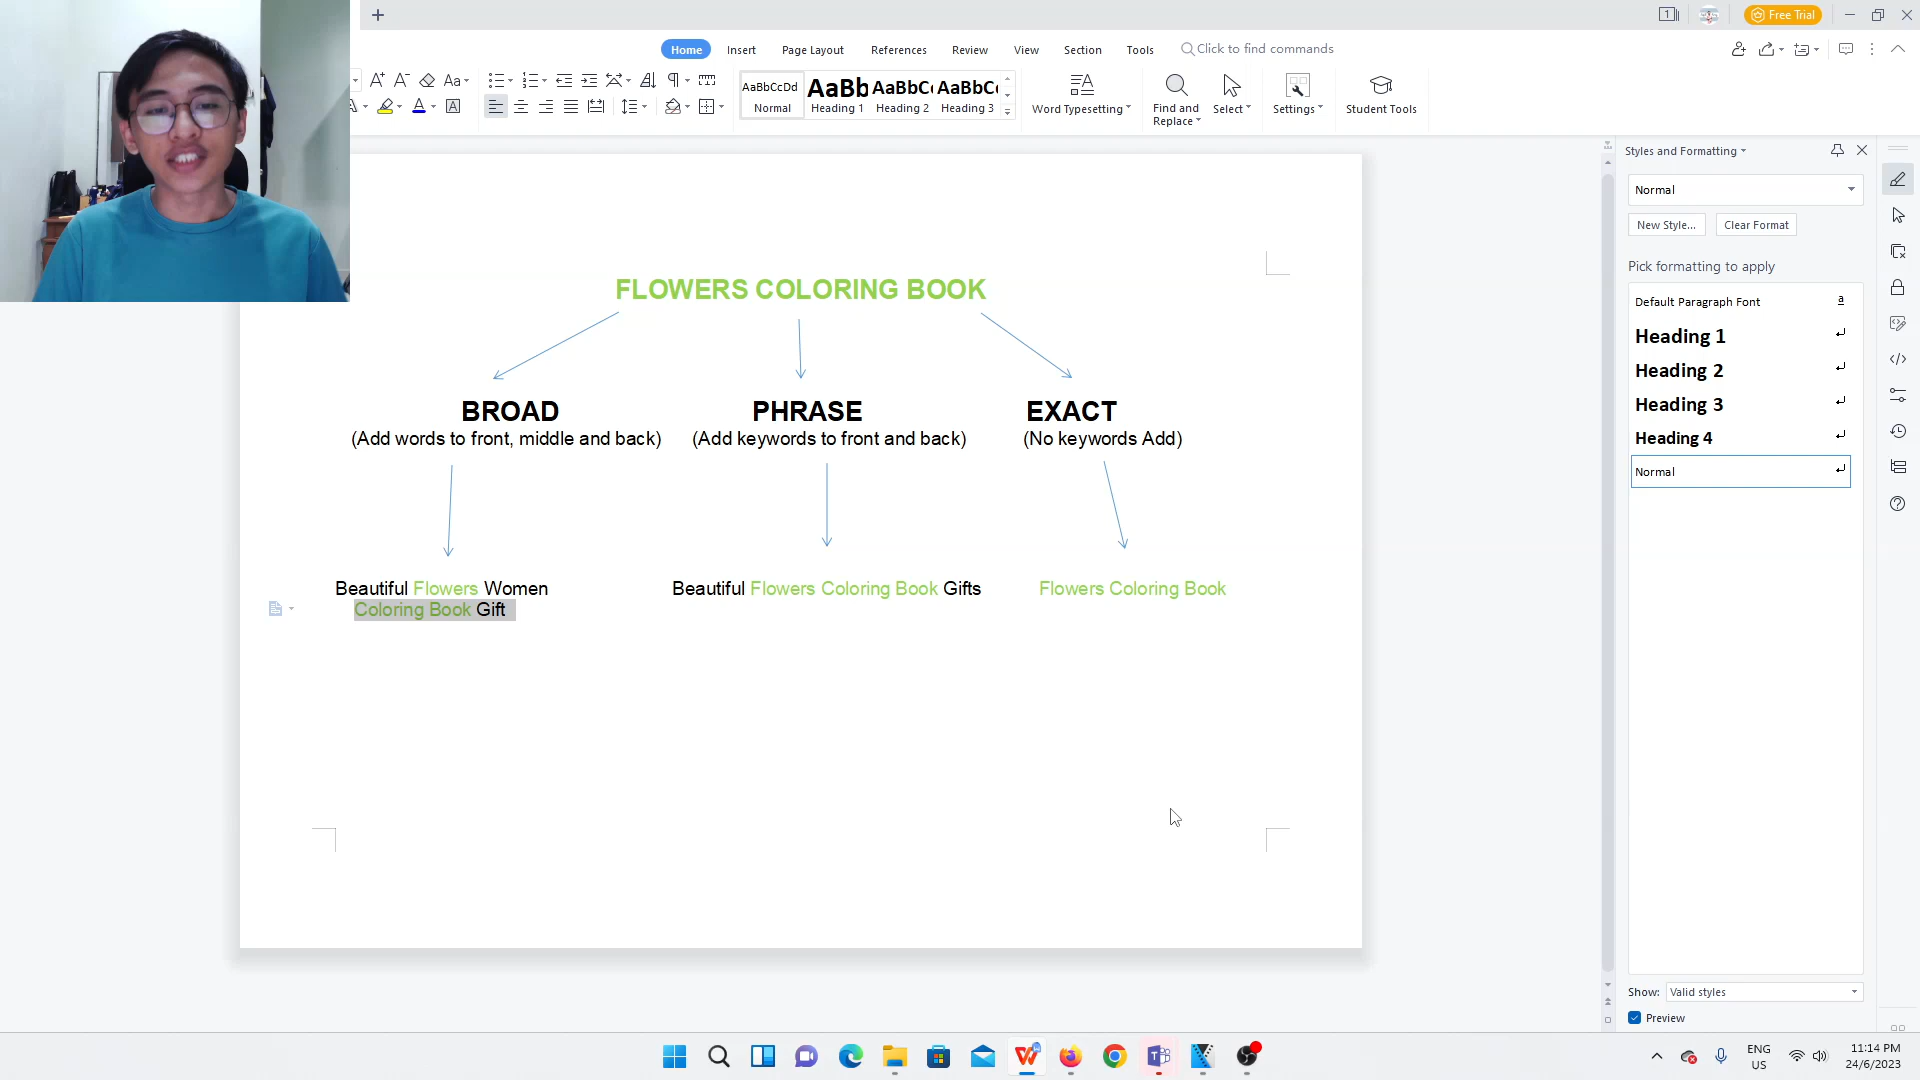 Free Trial
Home Insert Page Layout References Review View Section Tools Click to find commands
AaBbCcDd AaBb AaBbC AaBbC
Normal Heading 1 Heading 2 Heading 3
Word Typesetting Find and Replace Select Settings Student Tools
Styles and Formatting
Normal
New Style... Clear Format
Pick formatting to apply
Default Paragraph Font
Heading 1
Heading 2
Heading 3
Heading 4
Normal
Show: Valid styles
Preview
FLOWERS COLORING BOOK
BROAD PHRASE EXACT
(Add words to front, middle and back) (Add keywords to front and back) (No keywords Add)
Beautiful Flowers Women
Coloring Book Gift
Beautiful Flowers Coloring Book Gifts
Flowers Coloring Book
ENG
US
11:14 PM
24/6/2023